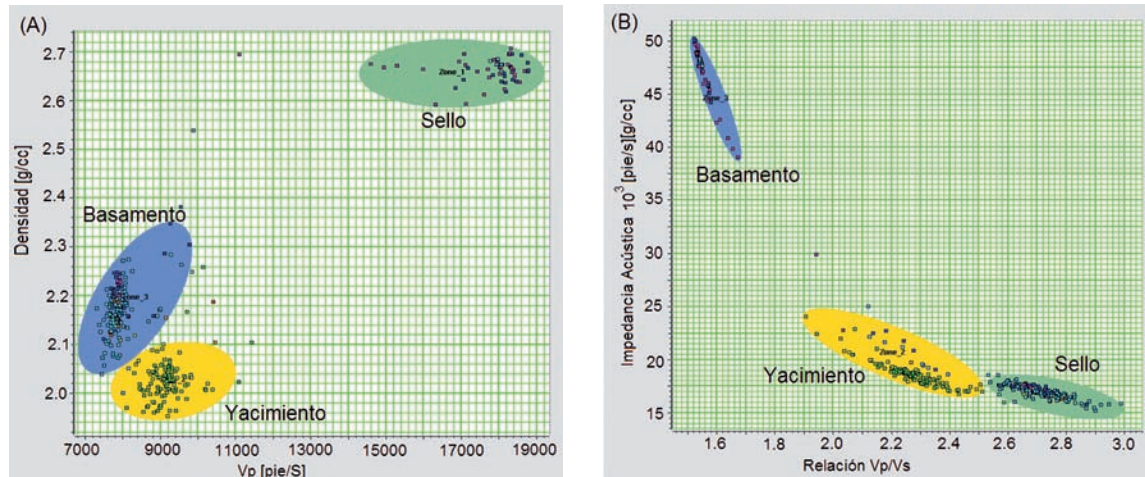 (A)
2.7
2.6
2.5
2.4
2.3
2.2
2.1
2.0
Densidad [g/cc]
Zone_1
Sello
Basamento
Yacimiento
7000
9000
11000
13000
15000
17000
19000
Vp [pie/S]
(B)
50
45
40
35
30
25
20
15
Impedancia Acústica 10³ [pie/s][g/cc]
Basamento
Zone_2
Yacimiento
Sello
1.6
1.8
2.0
2.2
2.4
2.6
2.8
3.0
Relación Vp/Vs